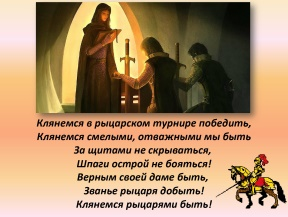 Клянемся в рыцарском турнире победить,
Клянемся смелыми, отважными мы быть
За щитами не скрываться,
Шпаги острой не бояться!
Верным своей даме быть,
Званье рыцаря добыть!
Клянемся рыцарями быть!